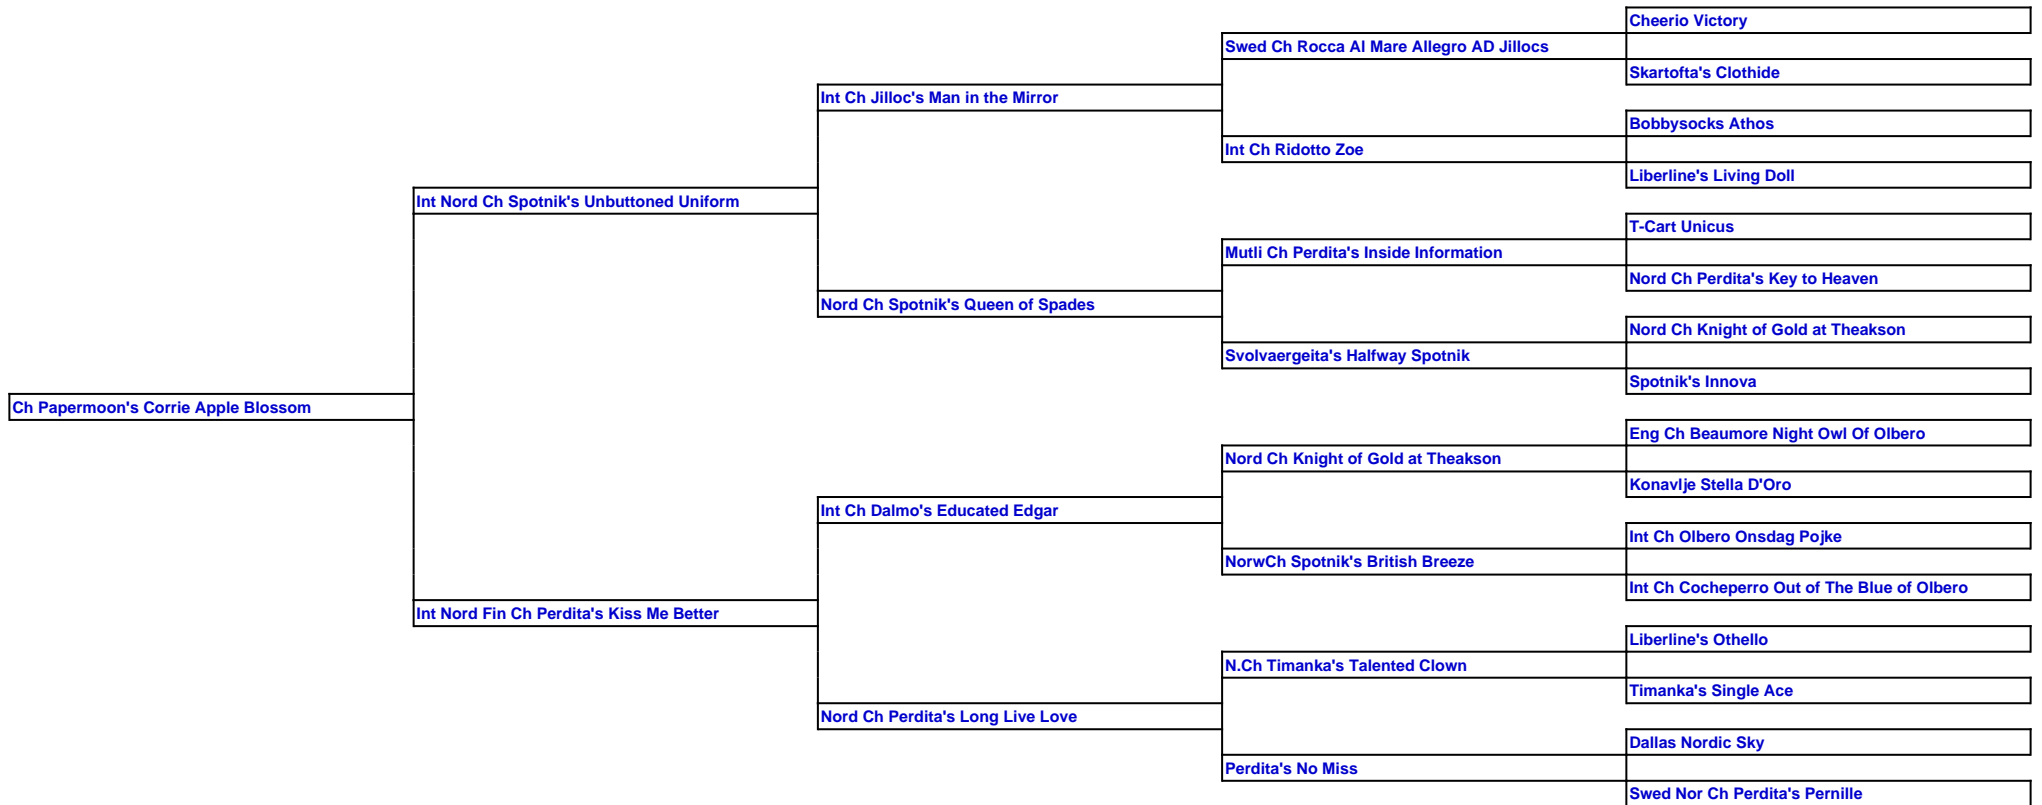 Cheerio Victory
Swed Ch Rocca Al Mare Allegro AD Jillocs
Skartofta's Clothide
Int Ch Jilloc's Man in the Mirror
Bobbysocks Athos
Int Ch Ridotto Zoe
Liberline's Living Doll
Int Nord Ch Spotnik's Unbuttoned Uniform
T-Cart Unicus
Mutli Ch Perdita's Inside Information
Nord Ch Perdita's Key to Heaven
Nord Ch Spotnik's Queen of Spades
Nord Ch Knight of Gold at Theakson
Svolvaergeita's Halfway Spotnik
Spotnik's Innova
Ch Papermoon's Corrie Apple Blossom
Eng Ch Beaumore Night Owl Of Olbero
Nord Ch Knight of Gold at Theakson
Konavlje Stella D'Oro
Int Ch Dalmo's Educated Edgar
Int Ch Olbero Onsdag Pojke
NorwCh Spotnik's British Breeze
Int Ch Cocheperro Out of The Blue of Olbero
Int Nord Fin Ch Perdita's Kiss Me Better
Liberline's Othello
N.Ch Timanka's Talented Clown
Timanka's Single Ace
Nord Ch Perdita's Long Live Love
Dallas Nordic Sky
Perdita's No Miss
Swed Nor Ch Perdita's Pernille